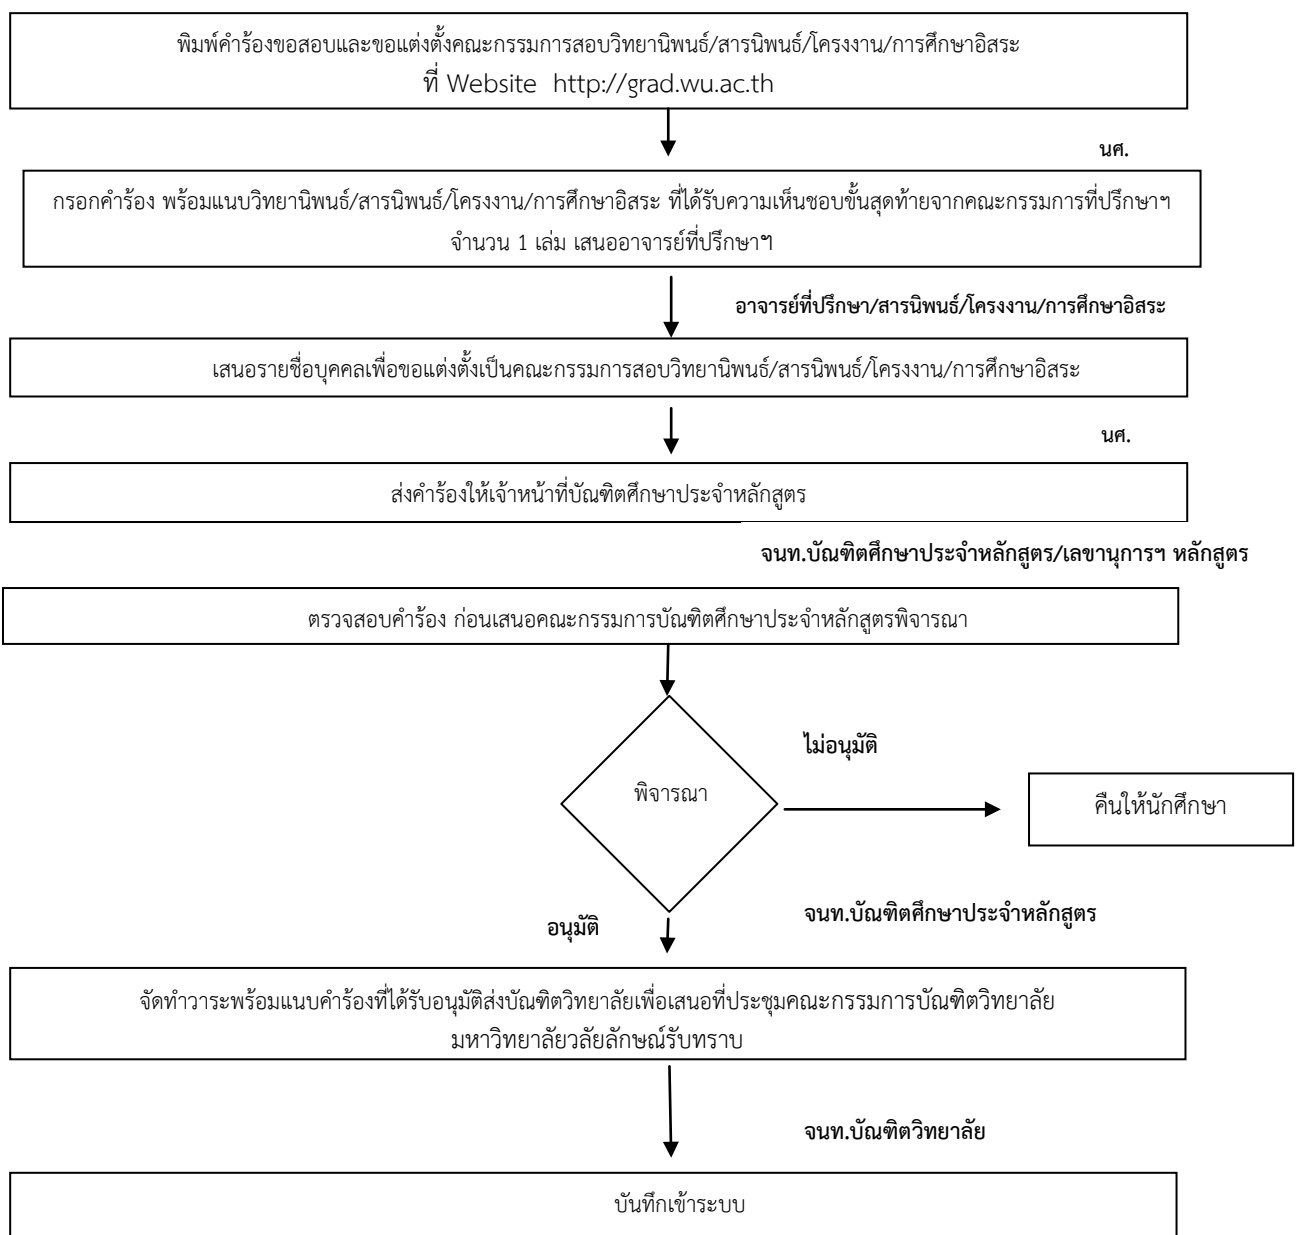 พิมพ์คำร้องขอสอบและขอแต่งตั้งคณะกรรมการสอบวิทยานิพนธ์/สารนิพนธ์/โครงงาน/การศึกษาอิสระ
ที่ Website http://grad.wu.ac.th
นศ.
กรอกคำร้อง พร้อมแนบวิทยานิพนธ์/สารนิพนธ์/โครงงาน/การศึกษาอิสระ ที่ได้รับความเห็นชอบขั้นสุดท้ายจากคณะกรรมการที่ปรึกษาฯ
จำนวน 1 เล่ม เสนออาจารย์ที่ปรึกษาฯ
อาจารย์ที่ปรึกษา/สารนิพนธ์/โครงงาน/การศึกษาอิสระ
เสนอรายชื่อบุคคลเพื่อขอแต่งตั้งเป็นคณะกรรมการสอบวิทยานิพนธ์/สารนิพนธ์/โครงงาน/การศึกษาอิสระ
นศ.
ส่งคำร้องให้เจ้าหน้าที่บัณฑิตศึกษาประจำหลักสูตร
จนท.บัณฑิตศึกษาประจำหลักสูตร/เลขานุการฯ หลักสูตร
ตรวจสอบคำร้อง ก่อนเสนอคณะกรรมการบัณฑิตศึกษาประจำหลักสูตรพิจารณา
ไม่อนุมัติ
พิจารณา
คืนให้นักศึกษา
จนท.บัณฑิตศึกษาประจำหลักสูตร
อนุมัติ
จัดทำวาระพร้อมแนบคำร้องที่ได้รับอนุมัติส่งบัณฑิตวิทยาลัยเพื่อเสนอที่ประชุมคณะกรรมการบัณฑิตวิทยาลัย
มหาวิทยาลัยวลัยลักษณ์รับทราบ
จนท.บัณฑิตวิทยาลัย
บันทึกเข้าระบบ